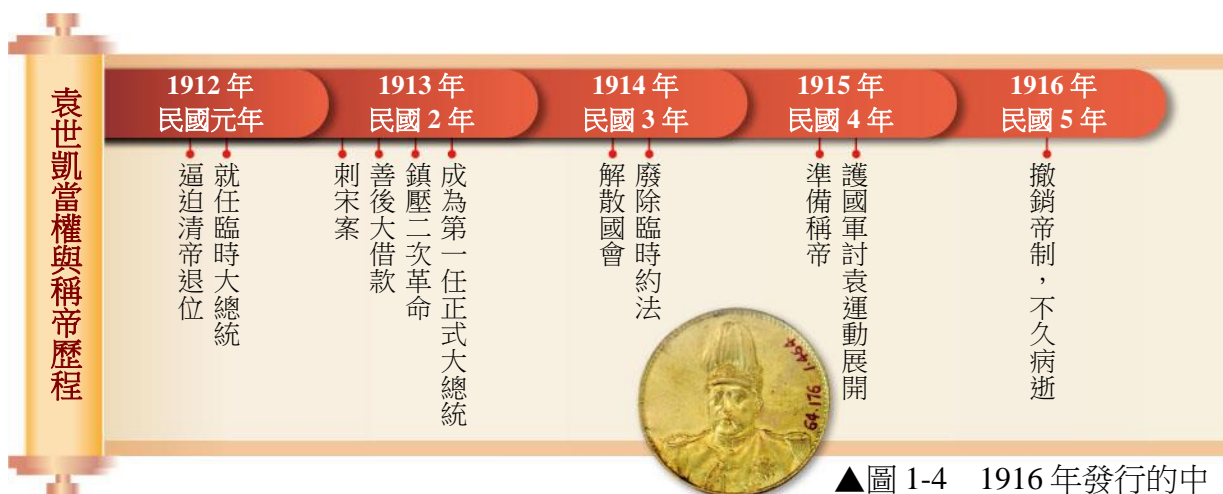 袁世凱當權與稱帝歷程
1912 年
民國元年
逼迫清帝退位
就任臨時大總統
1913 年
民國 2 年
刺宋案
善後大借款
鎮壓二次革命
成為第一任正式大總統
1914 年
民國 3 年
解散國會
廢除臨時約法
1915 年
民國 4 年
準備稱帝
護國軍討袁運動展開
1916 年
民國 5 年
撤銷帝制，不久病逝
64.176 1.454
▲圖 1-4 1916 年發行的中